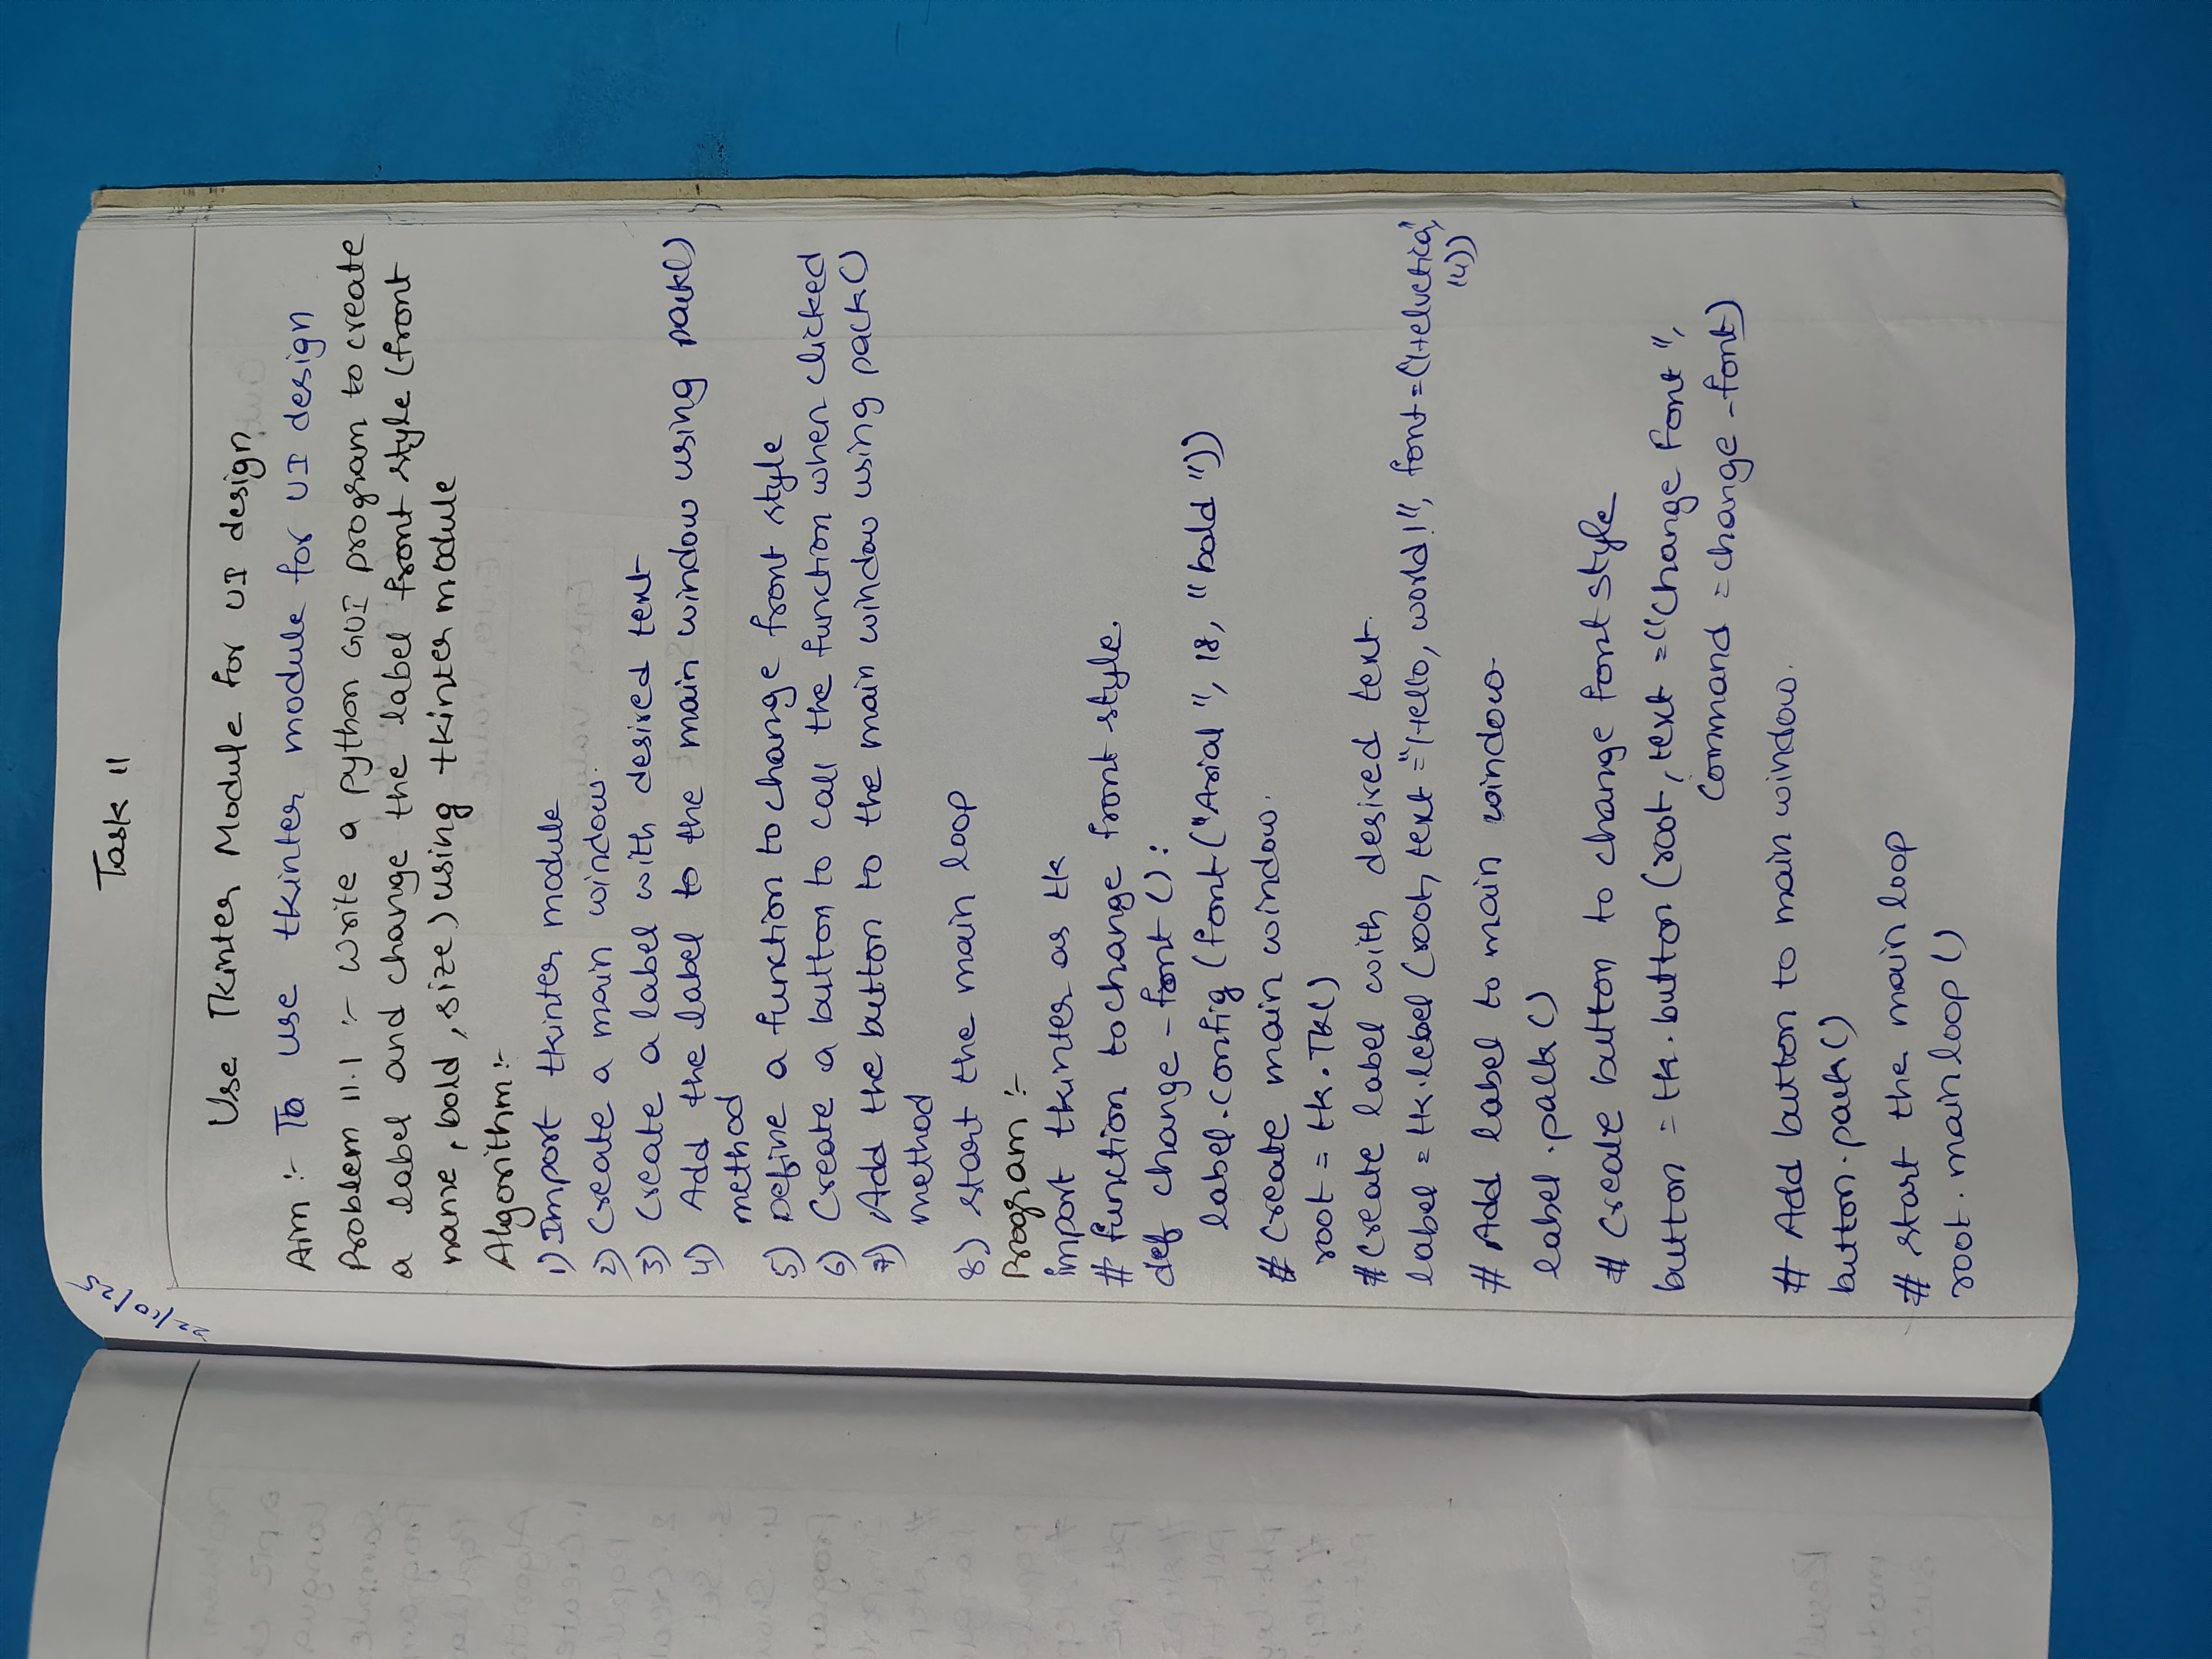 Task 11
22/10/25
Use Tkinter Module for UI design
Aim :- To use tkinter module for UI design
Problem 11.1 :- Write a python GUI program to create
a label and change the label front style (front
name, bold, size) using tkinter module
Algorithm:-
1) Import tkinter module
2) Create a main window.
3) Create a label with desired text
4) Add the label to the main window using pack()
method
5) Define a function to change front style
6) Create a button to call the function when clicked
7) Add the button to the main window using pack()
method
8) start the main loop
Program :-
import tkinter as tk
# function to change front style.
def change-font ():
label.config (font ("Arial", 18, "bold"))
# Create main window.
root = tk.Tk()
# Create label with desired text.
label = tk.lebel (root, text = "Hello, world!", font = ("Helvetica",
14))
# Add label to main window
label.pack ()
# Create button to change font style
button = tk.button (root, text = "Change Font",
Command = change-font)
# Add button to main window.
button.pack ()
# start the main loop
root.mainloop ()